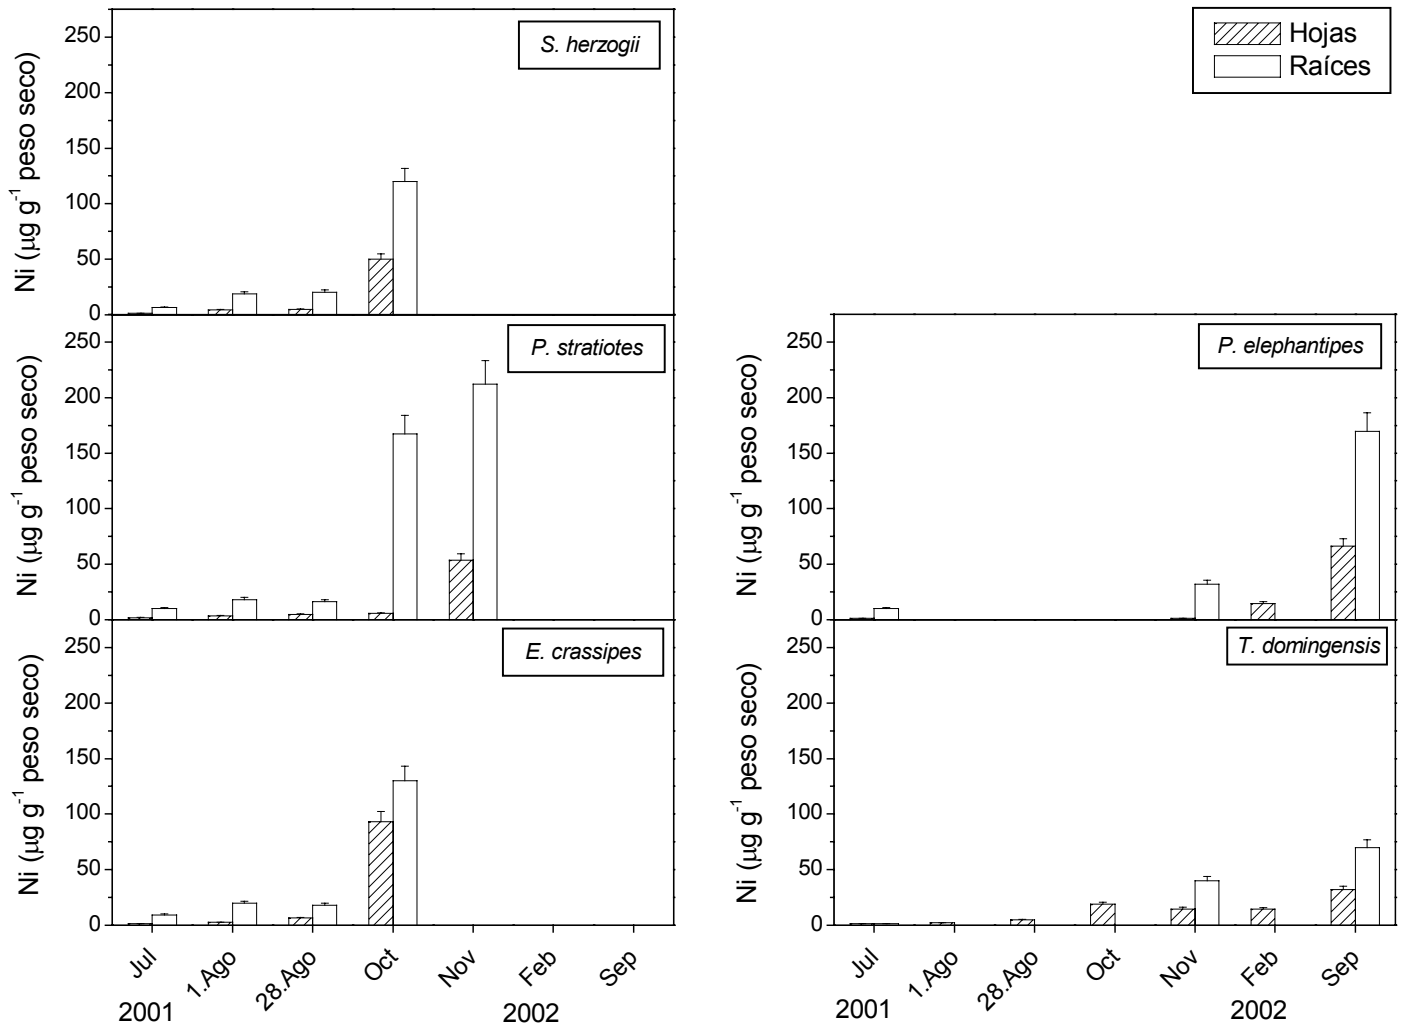 Hojas
Raíces
S. herzogii
Ni (µg g⁻¹ peso seco)
250
200
150
100
50
0
P. stratiotes
Ni (µg g⁻¹ peso seco)
250
200
150
100
50
0
E. crassipes
Ni (µg g⁻¹ peso seco)
250
200
150
100
50
0
Jul
1.Ago
28.Ago
Oct
Nov
Feb
Sep
2001
2002
P. elephantipes
Ni (µg g⁻¹ peso seco)
250
200
150
100
50
0
T. domingensis
Ni (µg g⁻¹ peso seco)
250
200
150
100
50
0
Jul
1.Ago
28.Ago
Oct
Nov
Feb
Sep
2001
2002